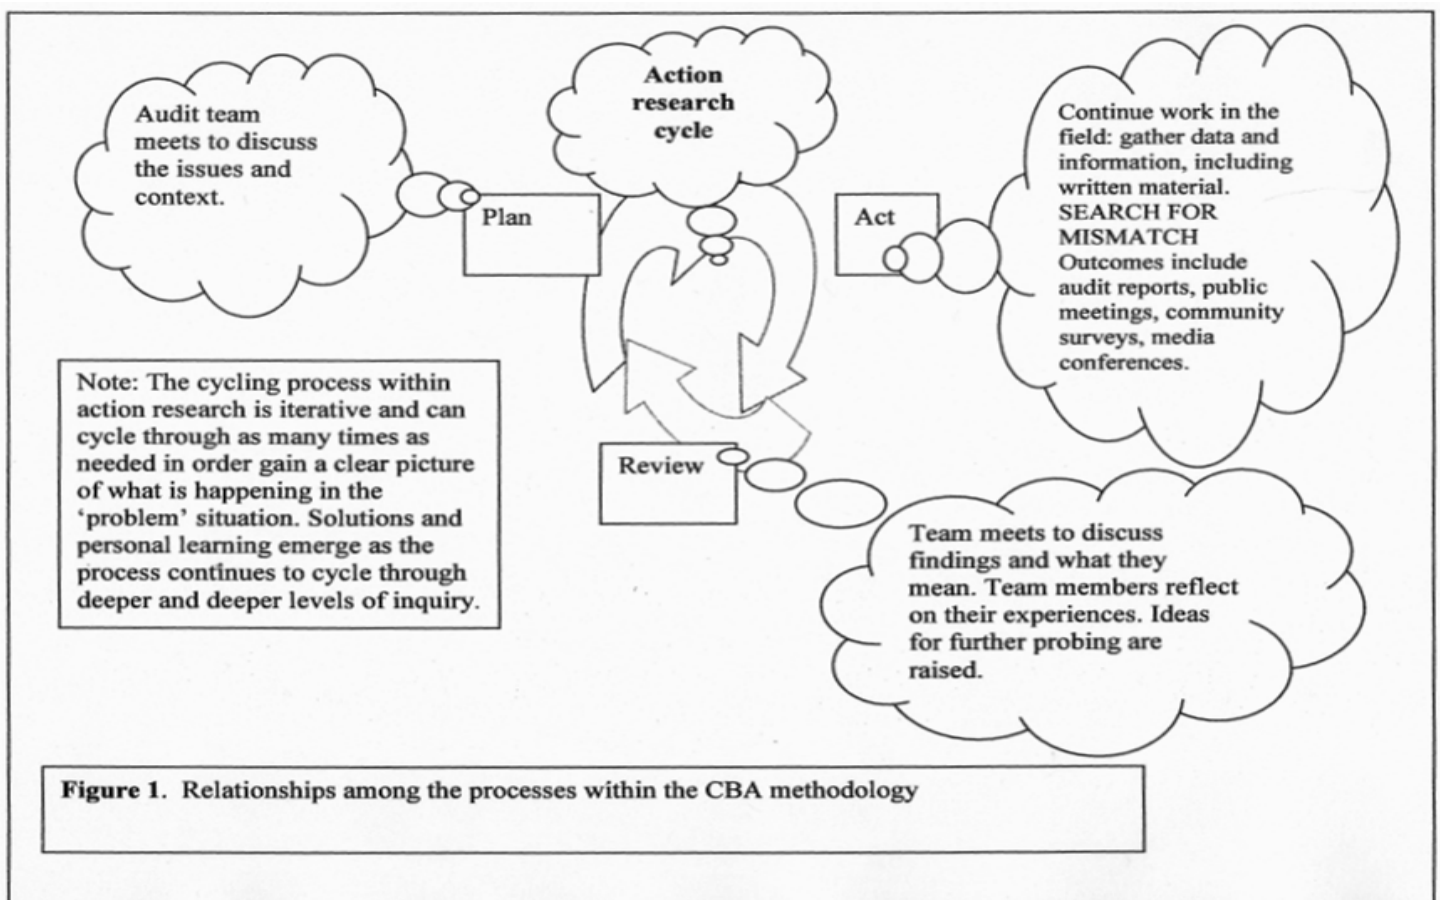 Action
research
cycle
Audit team
meets to discuss
the issues and
context.
Plan
Act
Continue work in the
field: gather data and
information, including
written material.
SEARCH FOR
MISMATCH
Outcomes include
audit reports, public
meetings, community
surveys, media
conferences.
Note: The cycling process within
action research is iterative and can
cycle through as many times as
needed in order gain a clear picture
of what is happening in the
‘problem’ situation. Solutions and
personal learning emerge as the
process continues to cycle through
deeper and deeper levels of inquiry.
Review
Team meets to discuss
findings and what they
mean. Team members reflect
on their experiences. Ideas
for further probing are
raised.
Figure 1. Relationships among the processes within the CBA methodology